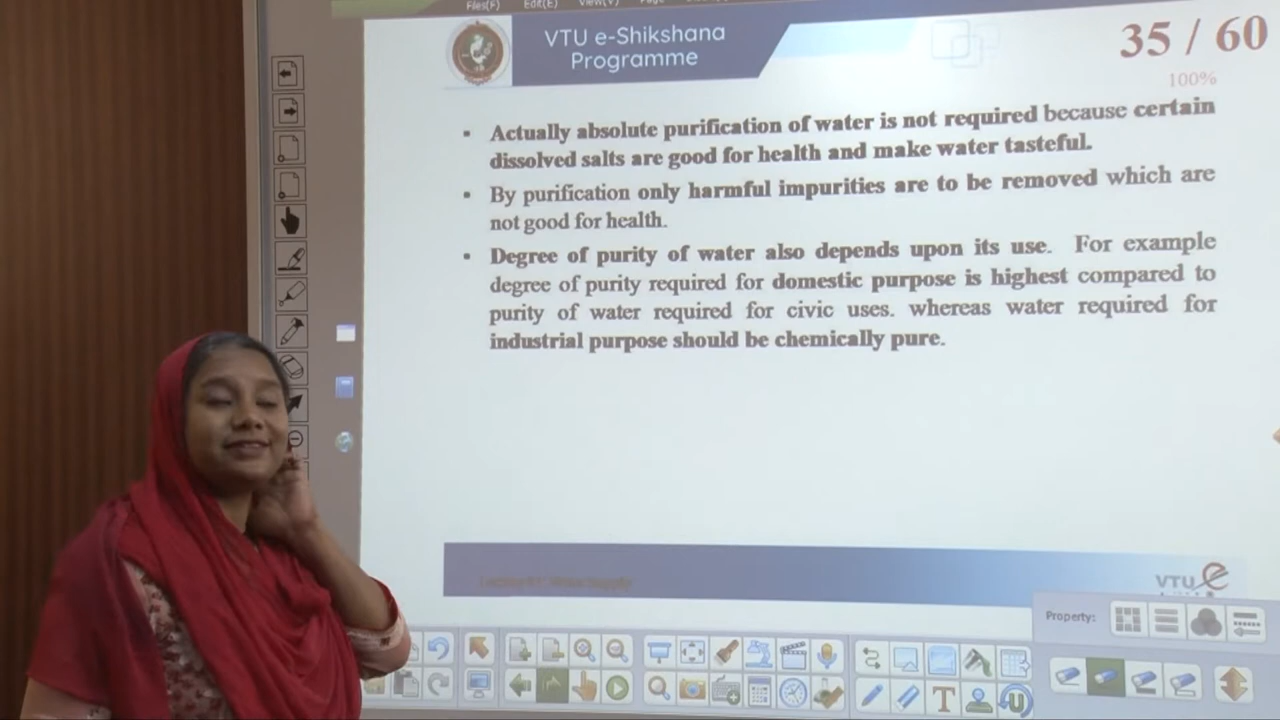 Files(F) Edit(E) View(V) Page
VTU e-Shikshana
Programme
35 / 60
100%
▪ Actually absolute purification of water is not required because certain
dissolved salts are good for health and make water tasteful.
▪ By purification only harmful impurities are to be removed which are
not good for health.
▪ Degree of purity of water also depends upon its use. For example
degree of purity required for domestic purpose is highest compared to
purity of water required for civic uses. whereas water required for
industrial purpose should be chemically pure.
VTU e
Property:
T